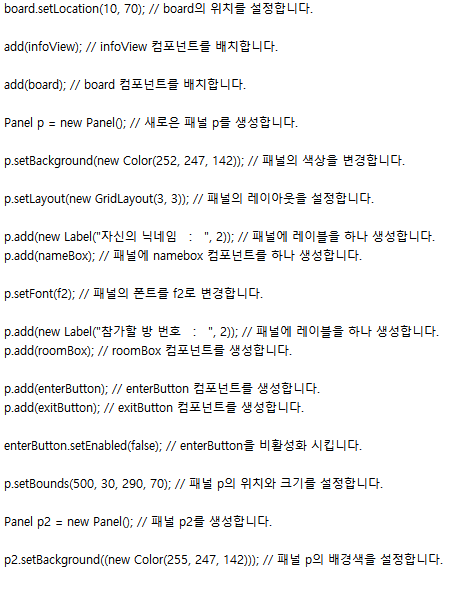 board.setLocation(10, 70); // board의 위치를 설정합니다.
add(infoView); // infoView 컴포넌트를 배치합니다.
add(board); // board 컴포넌트를 배치합니다.
Panel p = new Panel(); // 새로은 패널 p를 생성합니다.
p.setBackground(new Color(252, 247, 142)); // 패널의 색상을 변경합니다.
p.setLayout(new GridLayout(3, 3)); // 패널의 레이아웃을 설정합니다.
p.add(new Label("자신의 닉네임   :   ", 2)); // 패널에 레이블을 하나 생성합니다.
p.add(nameBox); // 패널에 namebox 컴포넌트를 하나 생성합니다.
p.setFont(f2); // 패널의 폰트를 f2로 변경합니다.
p.add(new Label("참가할 방 번호   :   ", 2)); // 패널에 레이블을 하나 생성합니다.
p.add(roomBox); // roomBox 컴포넌트를 생성합니다.
p.add(enterButton); // enterButton 컴포넌트를 생성합니다.
p.add(exitButton); // exitButton 컴포넌트를 생성합니다.
enterButton.setEnabled(false); // enterButton을 비활성화 시킵니다.
p.setBounds(500, 30, 290, 70); // 패널 p의 위치와 크기를 설정합니다.
Panel p2 = new Panel(); // 패널 p2를 생성합니다.
p2.setBackground((new Color(255, 247, 142))); // 패널 p의 배경색을 설정합니다.